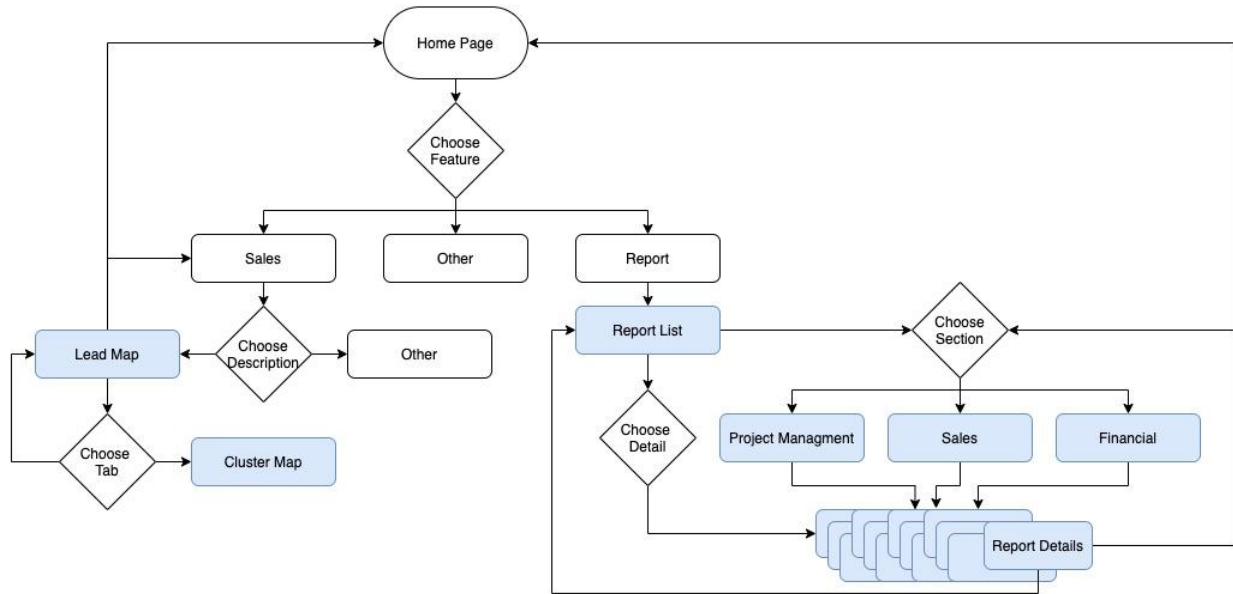 Home Page
Choose
Feature
Sales
Other
Report
Report List
Choose
Section
Lead Map
Choose
Description
Other
Choose
Detail
Project Managment
Sales
Financial
Choose
Tab
Cluster Map
Report Details